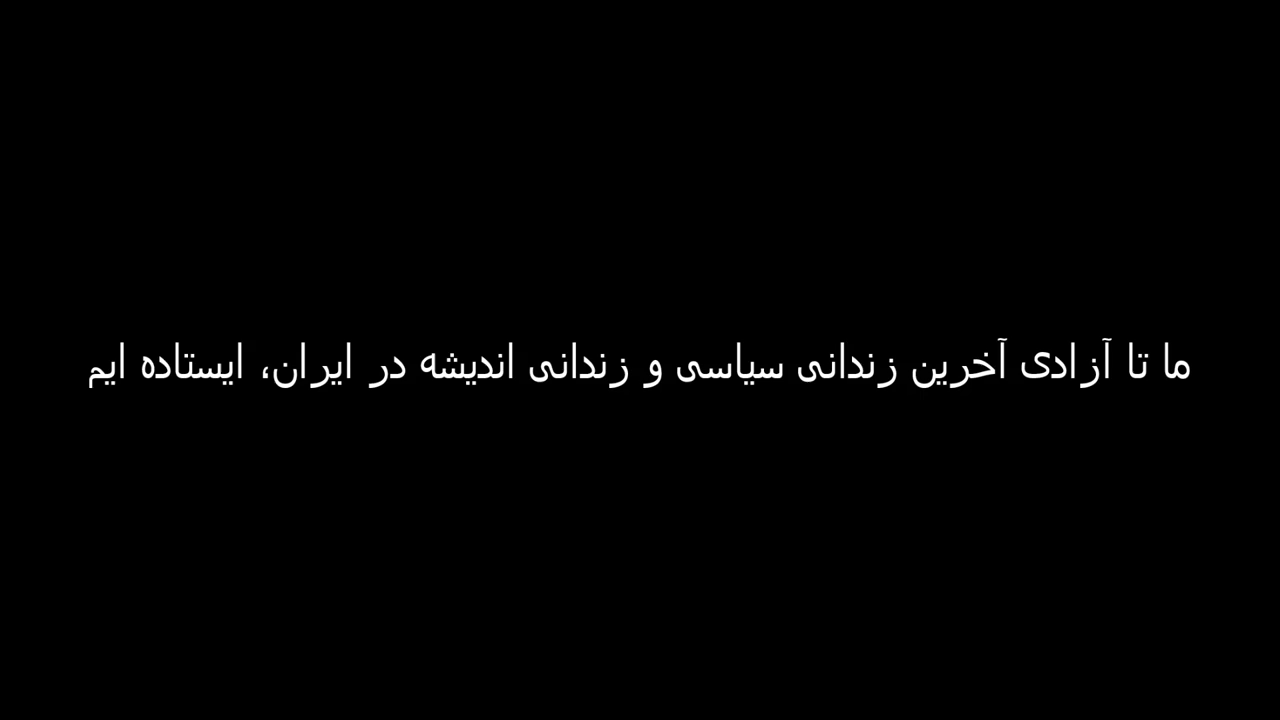 ما تا آزادی آخرین زندانی سیاسی و زندانی اندیشه در ایران، ایستاده ایم